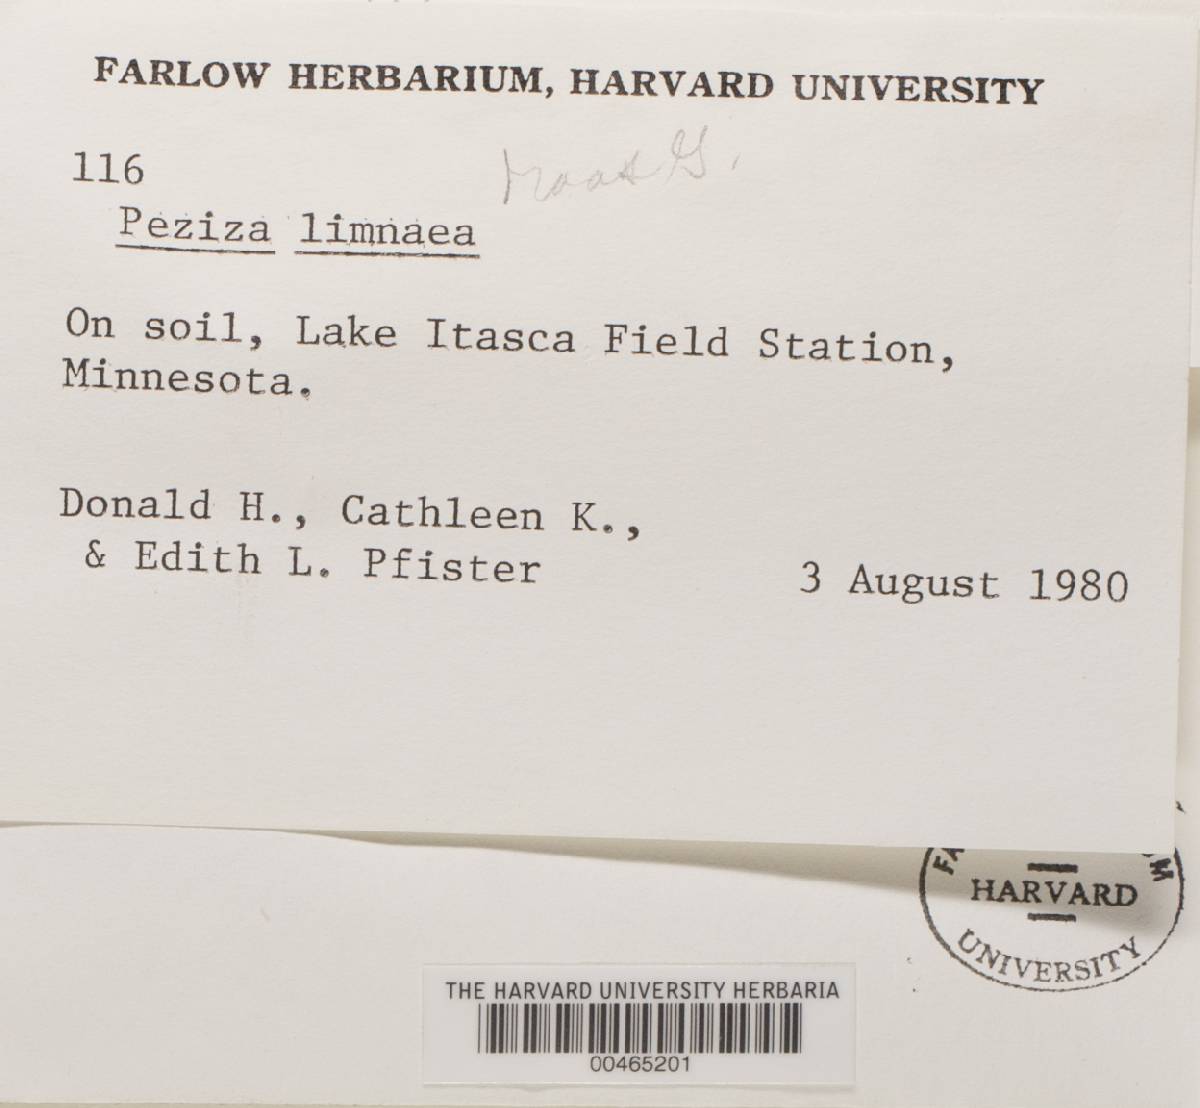 FARLOW HERBARIUM, HARVARD UNIVERSITY
116
Maas G.
Peziza limnaea
On soil, Lake Itasca Field Station,
Minnesota.
Donald H., Cathleen K.,
& Edith L. Pfister
3 August 1980
HARVARD
UNIVERSITY
THE HARVARD UNIVERSITY HERBARIA
00465201